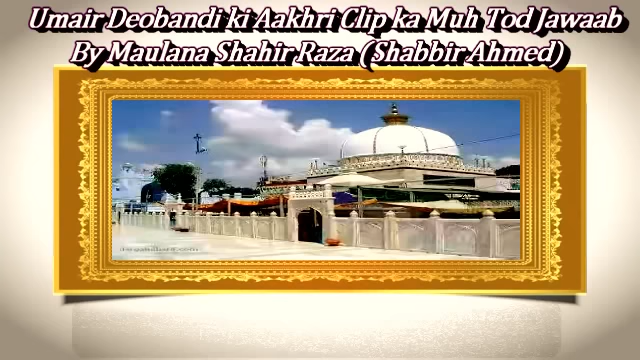 Umair Deobandi ki Aakhri Clip ka Muh Tod Jawaab
By Maulana Shahir Raza (Shabbir Ahmed)